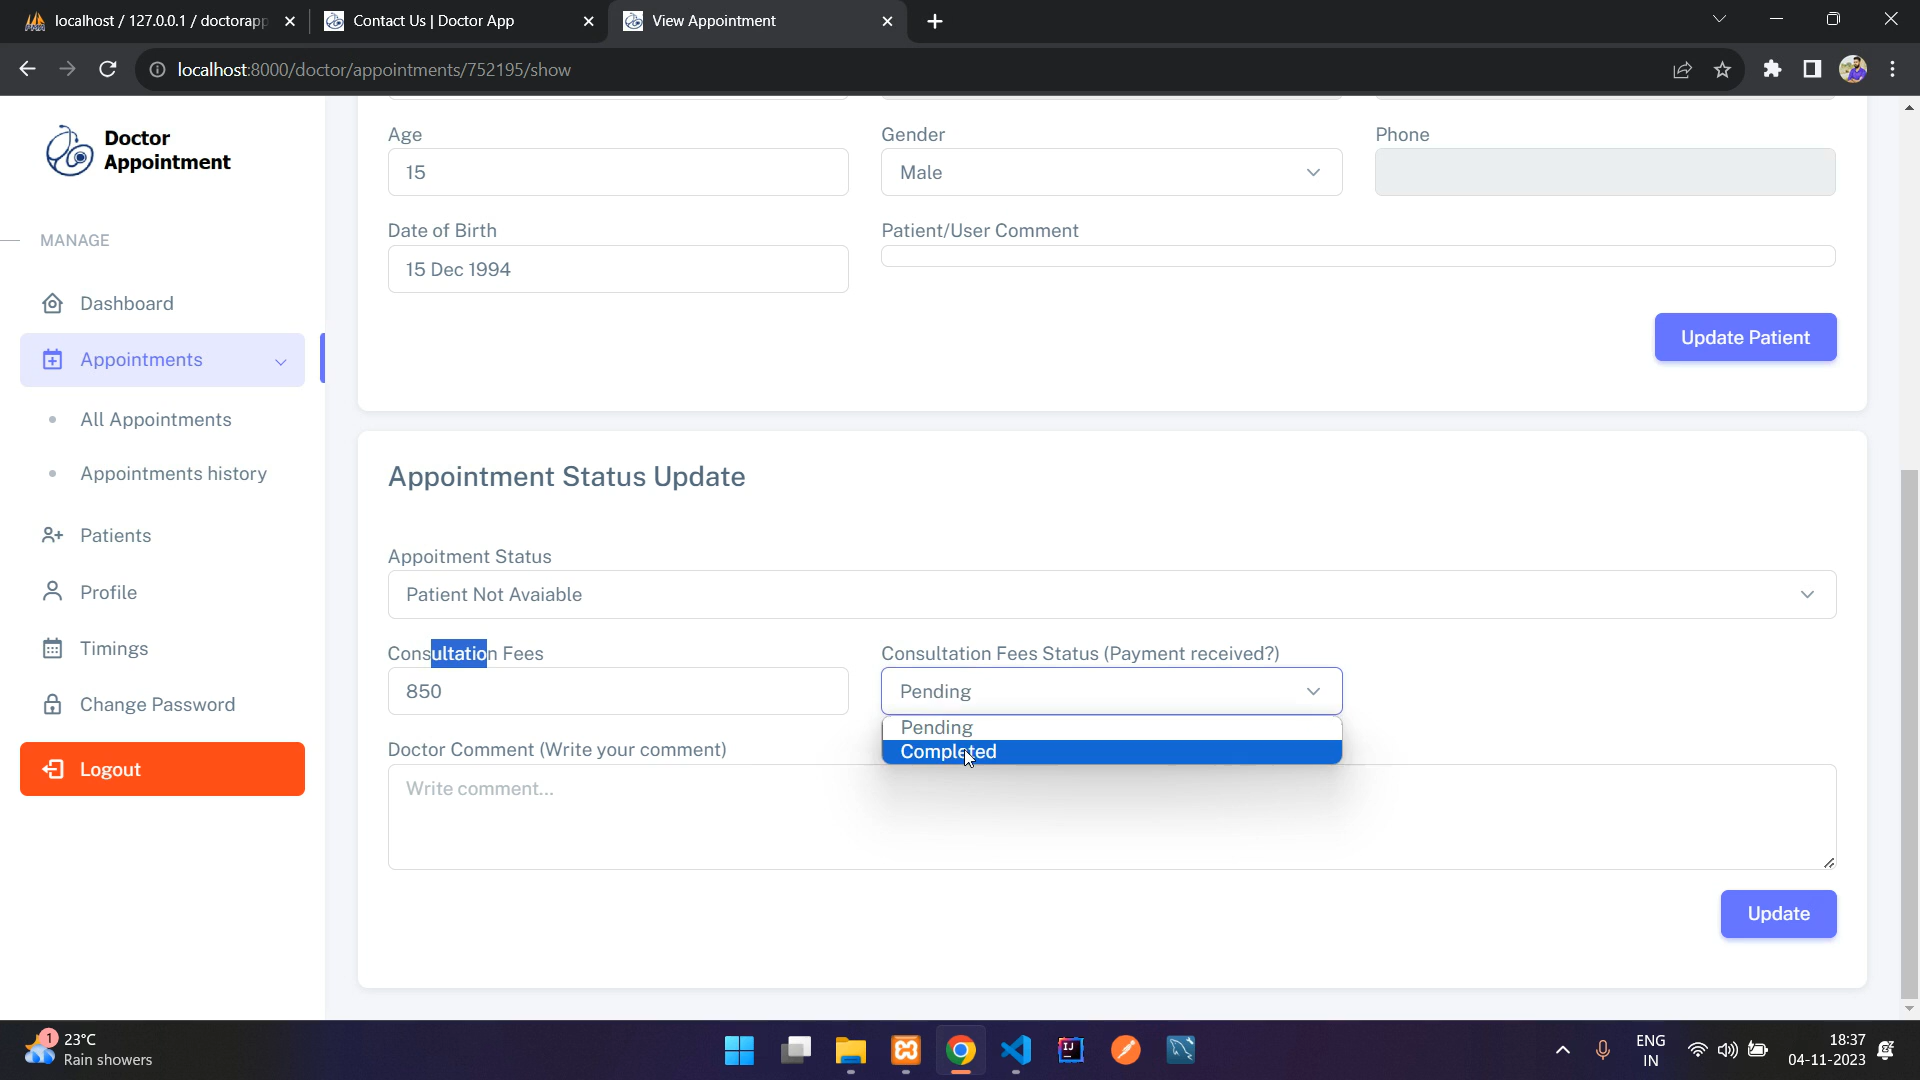 localhost / 127.0.0.1 / doctorapp
Contact Us | Doctor App
View Appointment
localhost:8000/doctor/appointments/752195/show
Doctor
Appointment
MANAGE
Dashboard
Appointments
All Appointments
Appointments history
Patients
Profile
Timings
Change Password
Logout
Age
Gender
Phone
15
Male
Date of Birth
Patient/User Comment
15 Dec 1994
Update Patient
Appointment Status Update
Appoitment Status
Patient Not Avaiable
Consultation Fees
Consultation Fees Status (Payment received?)
850
Pending
Pending
Completed
Doctor Comment (Write your comment)
Write comment...
Update
1
23°C
Rain showers
IJ
ENG
IN
18:37
04-11-2023